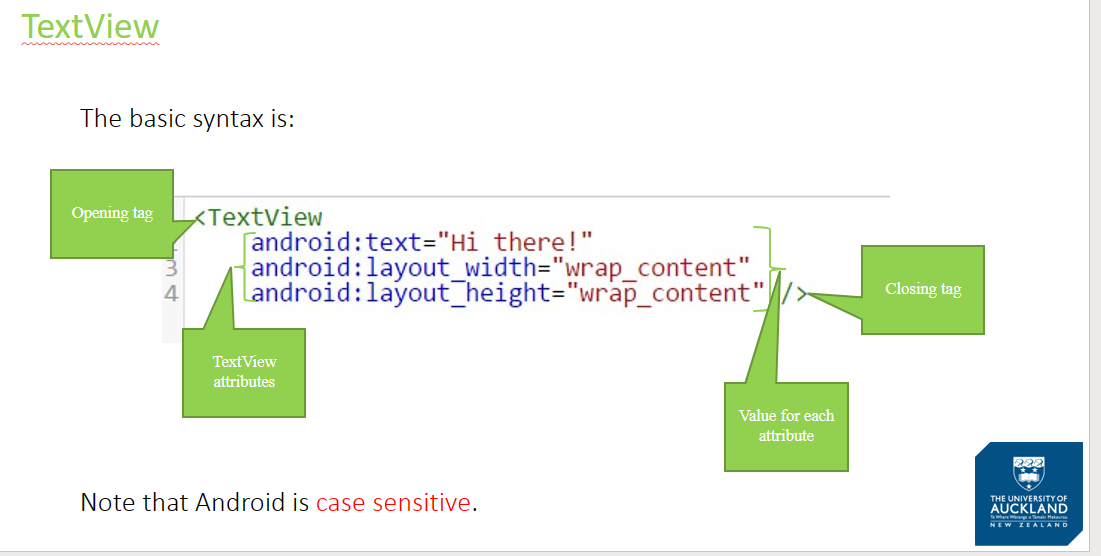 TextView
The basic syntax is:
Opening tag
<TextView
android:text="Hi there!"
3
android:layout_width="wrap_content"
4
android:layout_height="wrap_content" />
Closing tag
TextView
attributes
Value for each
attribute
Note that Android is case sensitive.
THE UNIVERSITY OF
AUCKLAND
Te Whare Wānanga o Tāmaki Makaurau
NEW ZEALAND